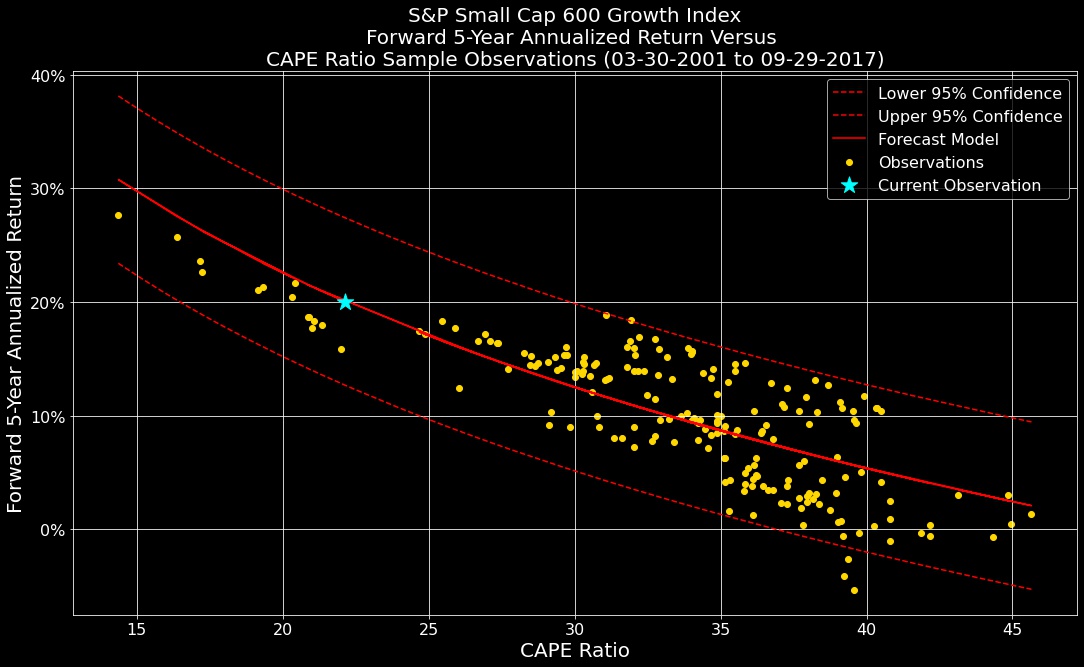 S&P Small Cap 600 Growth Index
Forward 5-Year Annualized Return Versus
CAPE Ratio Sample Observations (03-30-2001 to 09-29-2017)
40%
30%
20%
10%
0%
Forward 5-Year Annualized Return
Lower 95% Confidence
Upper 95% Confidence
Forecast Model
Observations
Current Observation
15 20 25 30 35 40 45
CAPE Ratio